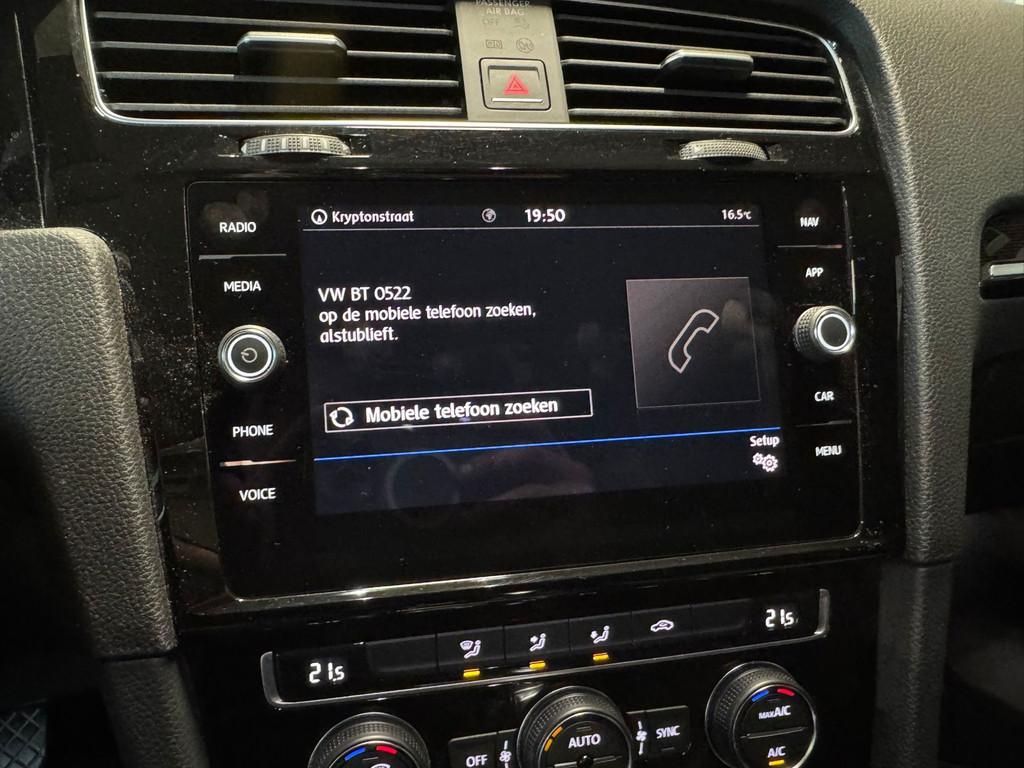 PASSENGER
AIR BAG
OFF
ON
RADIO
Kryptonstraat
19:50
16.5°C
NAV
MEDIA
APP
VW BT 0522
op de mobiele telefoon zoeken,
alstublieft.
CAR
Mobiele telefoon zoeken
PHONE
Setup
MENU
VOICE
21.5
21.5
OFF
AUTO
SYNC
MAX A/C
A/C